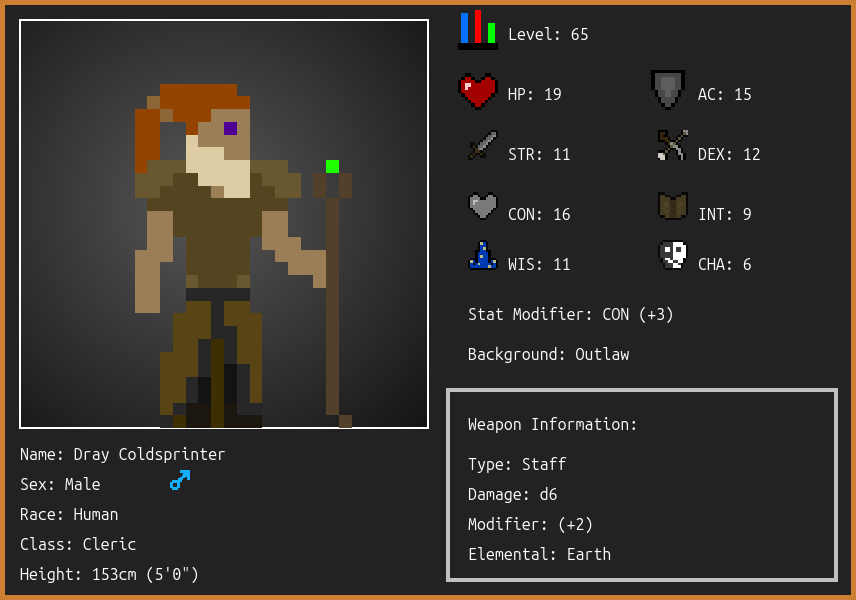 Level: 65
HP: 19
AC: 15
STR: 11
DEX: 12
CON: 16
INT: 9
WIS: 11
CHA: 6
Stat Modifier: CON (+3)
Background: Outlaw
Weapon Information:
Type: Staff
Damage: d6
Modifier: (+2)
Elemental: Earth
Name: Dray Coldsprinter
Sex: Male
Race: Human
Class: Cleric
Height: 153cm (5'0")